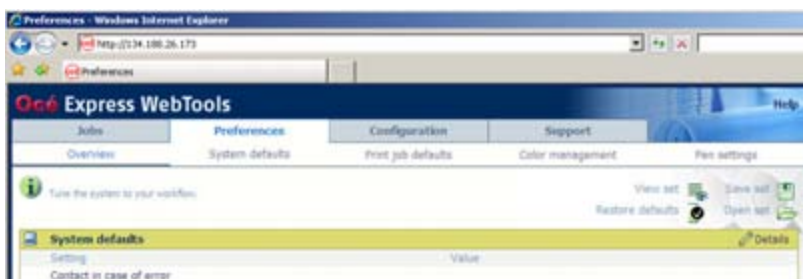 Preferences - Windows Internet Explorer
http://134.188.26.173
Preferences
Océ Express WebTools
Help
Jobs Preferences Configuration Support
Overview System defaults Print job defaults Color management Pen settings
Tune the system to your workflow. View set Save set
Restore defaults Open set
System defaults Details
Setting Value
Contact in case of error